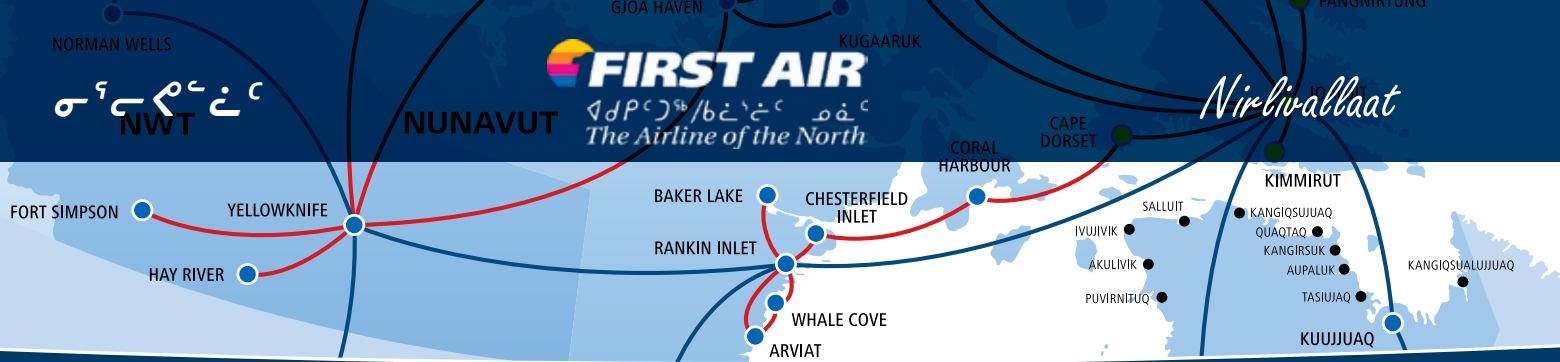 GJOA HAVEN
PANGNIRTUNG
NORMAN WELLS
KUGAARUK
FIRST AIR
The Airline of the North
Nirlivallaat
NWT
NUNAVUT
CAPE
DORSET
CORAL
HARBOUR
KIMMIRUT
BAKER LAKE
CHESTERFIELD
INLET
FORT SIMPSON
YELLOWKNIFE
SALLUIT
KANGIQSUJUAQ
IVUJIVIK
QUAQTAQ
RANKIN INLET
KANGIRSUK
HAY RIVER
AKULIVIK
AUPALUK
KANGIQSUALUJJUAQ
PUVIRNITUQ
TASIUJAQ
WHALE COVE
KUUJJUAQ
ARVIAT